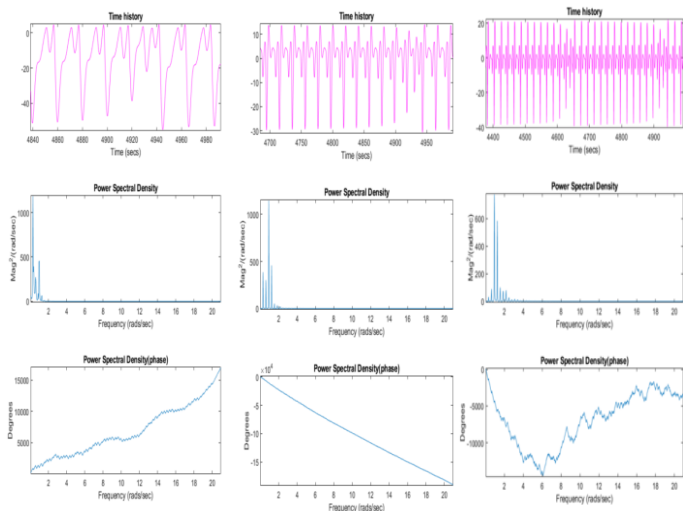 Time history
0
-20
-40
4840 4860 4880 4900 4920 4940 4960 4980
Time (secs)
Time history
10
0
-10
-20
-30
4700 4750 4800 4850 4900 4950
Time (secs)
Time history
20
0
-20
-40
4400 4500 4600 4700 4800 4900
Time (secs)
Power Spectral Density
Mag²/(rad/sec)
1000
500
0
2 4 6 8 10 12 14 16 18 20
Frequency (rads/sec)
Power Spectral Density
Mag²/(rad/sec)
1000
500
0
2 4 6 8 10 12 14 16 18 20
Frequency (rads/sec)
Power Spectral Density
Mag²/(rad/sec)
600
400
200
0
2 4 6 8 10 12 14 16 18 20
Frequency (rads/sec)
Power Spectral Density(phase)
Degrees
15000
10000
5000
2 4 6 8 10 12 14 16 18 20
Frequency (rads/sec)
Power Spectral Density(phase)
×10⁴
Degrees
0
-5
-10
-15
2 4 6 8 10 12 14 16 18 20
Frequency (rads/sec)
Power Spectral Density(phase)
Degrees
0
-5000
-10000
2 4 6 8 10 12 14 16 18 20
Frequency (rads/sec)